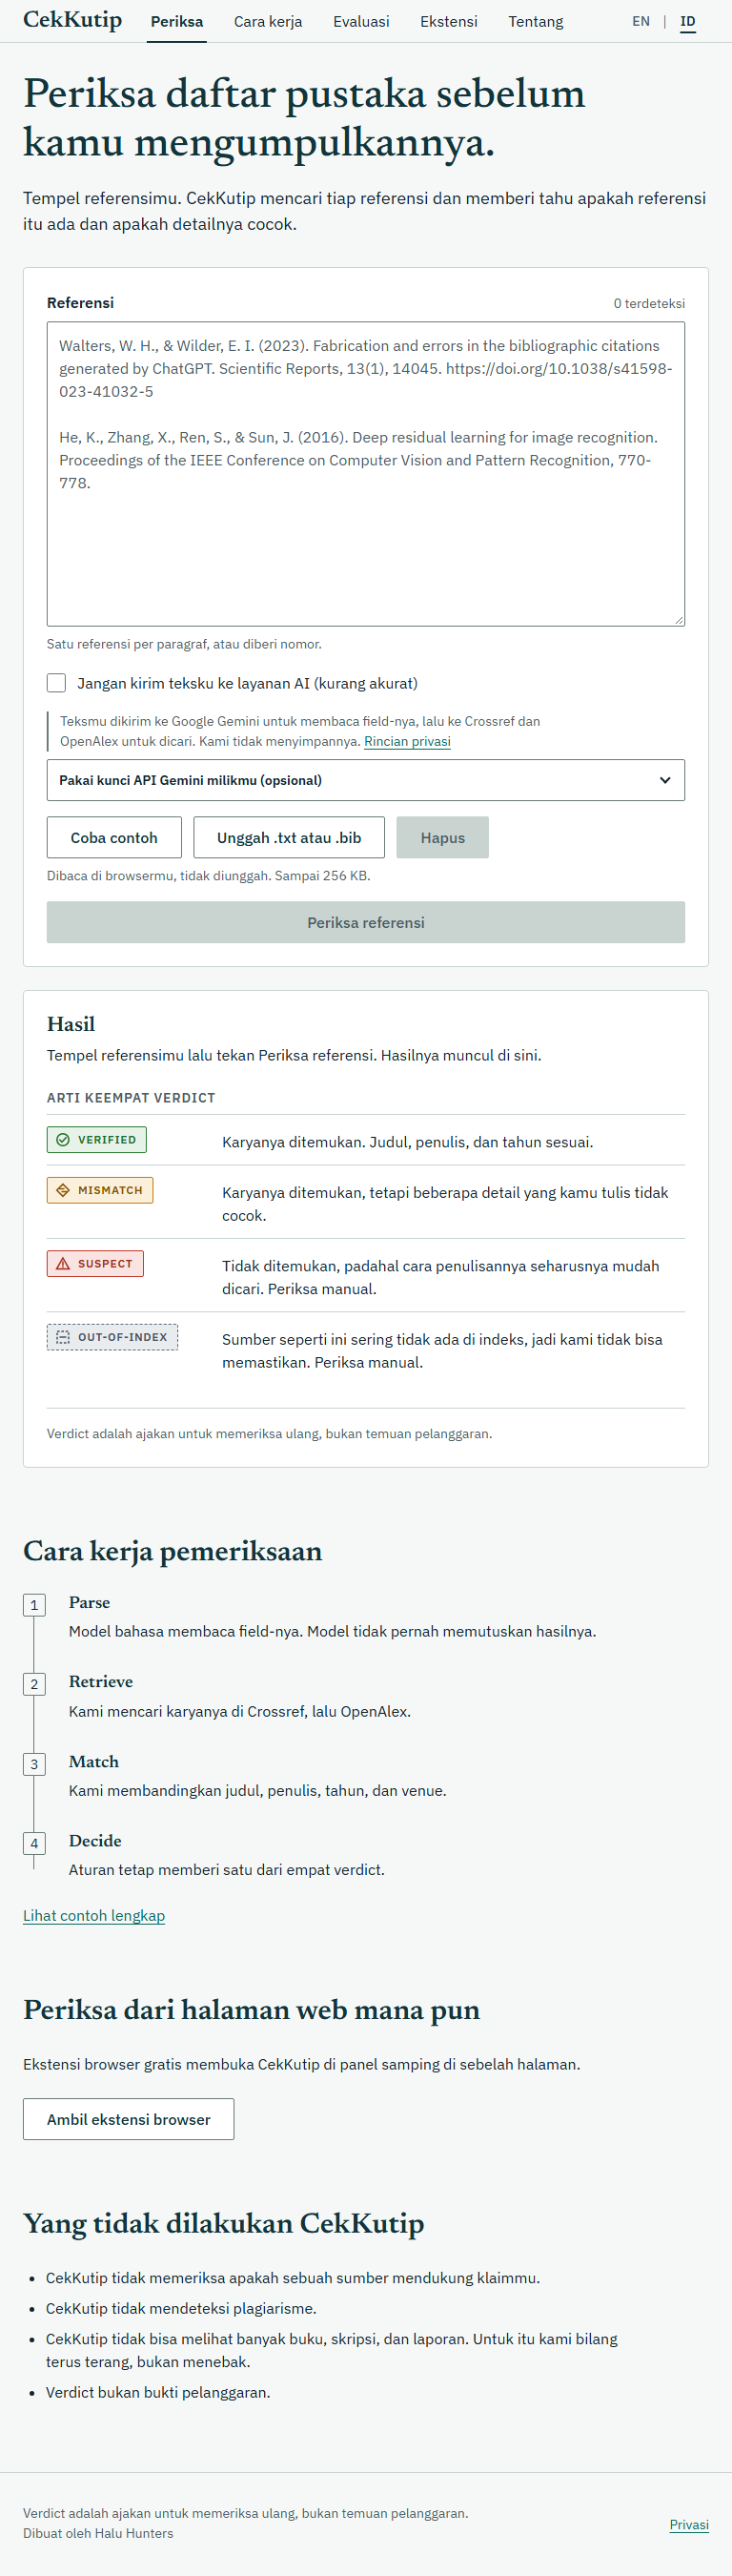 CekKutip
Periksa
Cara kerja
Evaluasi
Ekstensi
Tentang
EN | ID
Periksa daftar pustaka sebelum
kamu mengumpulkannya.
Tempel referensimu. CekKutip mencari tiap referensi dan memberi tahu apakah referensi
itu ada dan apakah detailnya cocok.
Referensi
0 terdeteksi
Walters, W. H., & Wilder, E. I. (2023). Fabrication and errors in the bibliographic citations
generated by ChatGPT. Scientific Reports, 13(1), 14045. https://doi.org/10.1038/s41598-
023-41032-5
He, K., Zhang, X., Ren, S., & Sun, J. (2016). Deep residual learning for image recognition.
Proceedings of the IEEE Conference on Computer Vision and Pattern Recognition, 770-
778.
Satu referensi per paragraf, atau diberi nomor.
Jangan kirim teksku ke layanan AI (kurang akurat)
Teksmu dikirim ke Google Gemini untuk membaca field-nya, lalu ke Crossref dan
OpenAlex untuk dicari. Kami tidak menyimpannya. Rincian privasi
Pakai kunci API Gemini milikmu (opsional)
Coba contoh
Unggah .txt atau .bib
Hapus
Dibaca di browsermu, tidak diunggah. Sampai 256 KB.
Periksa referensi
Hasil
Tempel referensimu lalu tekan Periksa referensi. Hasilnya muncul di sini.
ARTI KEEMPAT VERDICT
VERIFIED
Karyanya ditemukan. Judul, penulis, dan tahun sesuai.
MISMATCH
Karyanya ditemukan, tetapi beberapa detail yang kamu tulis tidak
cocok.
SUSPECT
Tidak ditemukan, padahal cara penulisannya seharusnya mudah
dicari. Periksa manual.
OUT-OF-INDEX
Sumber seperti ini sering tidak ada di indeks, jadi kami tidak bisa
memastikan. Periksa manual.
Verdict adalah ajakan untuk memeriksa ulang, bukan temuan pelanggaran.
Cara kerja pemeriksaan
1
Parse
Model bahasa membaca field-nya. Model tidak pernah memutuskan hasilnya.
2
Retrieve
Kami mencari karyanya di Crossref, lalu OpenAlex.
3
Match
Kami membandingkan judul, penulis, tahun, dan venue.
4
Decide
Aturan tetap memberi satu dari empat verdict.
Lihat contoh lengkap
Periksa dari halaman web mana pun
Ekstensi browser gratis membuka CekKutip di panel samping di sebelah halaman.
Ambil ekstensi browser
Yang tidak dilakukan CekKutip
• CekKutip tidak memeriksa apakah sebuah sumber mendukung klaimmu.
• CekKutip tidak mendeteksi plagiarisme.
• CekKutip tidak bisa melihat banyak buku, skripsi, dan laporan. Untuk itu kami bilang
terus terang, bukan menebak.
• Verdict bukan bukti pelanggaran.
Verdict adalah ajakan untuk memeriksa ulang, bukan temuan pelanggaran.
Dibuat oleh Halu Hunters
Privasi